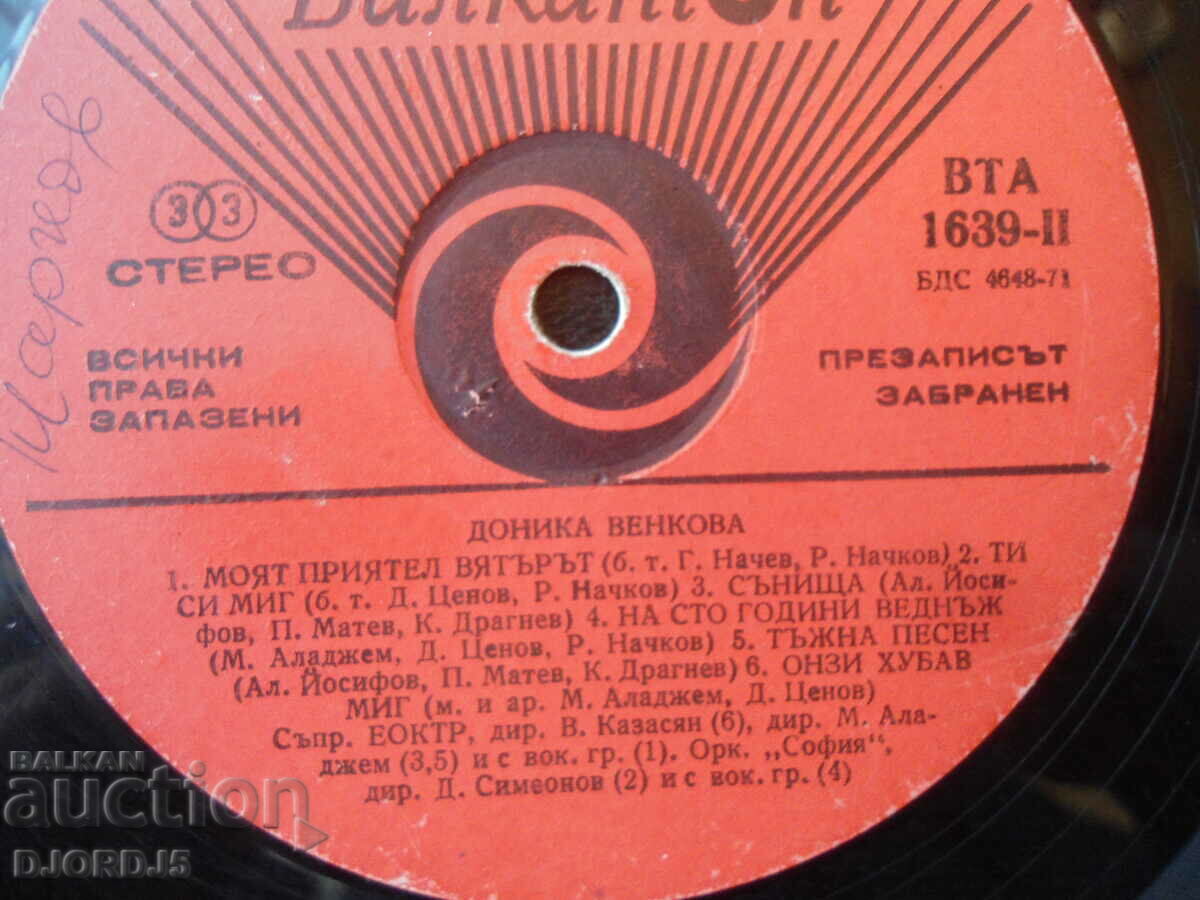 Балкантон
33
СТЕРЕО
ВТА
1639-II
БДС 4648-71
ВСИЧКИ
ПРАВА
ЗАПАЗЕНИ
ПРЕЗАПИСЪТ
ЗАБРАНЕН
ДОНИКА ВЕНКОВА
1. МОЯТ ПРИЯТЕЛ ВЯТЪРЪТ (б. т. Г. Начев, Р. Начков) 2. ТИ
СИ МИГ (б. т. Д. Ценов, Р. Начков) 3. СЪНИЩА (Ал. Йоси-
фов, П. Матев, К. Драгнев) 4. НА СТО ГОДИНИ ВЕДНЪЖ
(М. Аладжем, Д. Ценов, Р. Начков) 5. ТЪЖНА ПЕСЕН
(Ал. Йосифов, П. Матев, К. Драгнев) 6. ОНЗИ ХУБАВ
МИГ (м. и ар. М. Аладжем, Д. Ценов)
Съпр. ЕОКТР, дир. В. Казасян (6), дир. М. Ала-
джем (3,5) и с вок. гр. (1). Орк. „София“,
дир. Д. Симеонов (2) и с вок. гр. (4)
BALKAN
auction
DJORDJ5